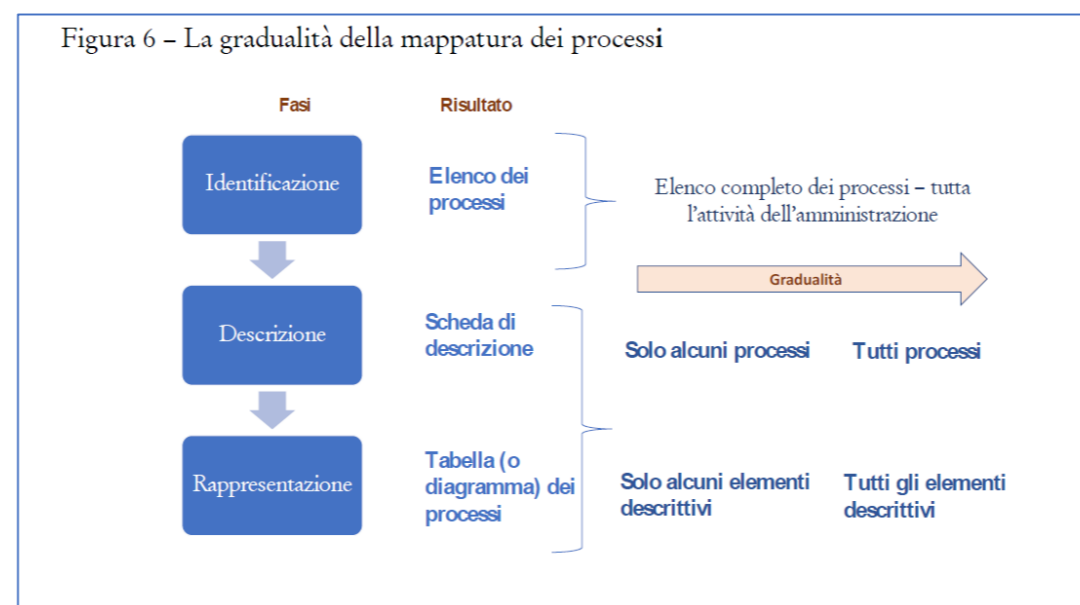 Figura 6 – La gradualità della mappatura dei processi
Fasi
Risultato
Identificazione
Elenco dei
processi
Elenco completo dei processi – tutta
l'attività dell'amministrazione
Gradualità
Descrizione
Scheda di
descrizione
Solo alcuni processi
Tutti processi
Rappresentazione
Tabella (o
diagramma) dei
processi
Solo alcuni elementi
descrittivi
Tutti gli elementi
descrittivi